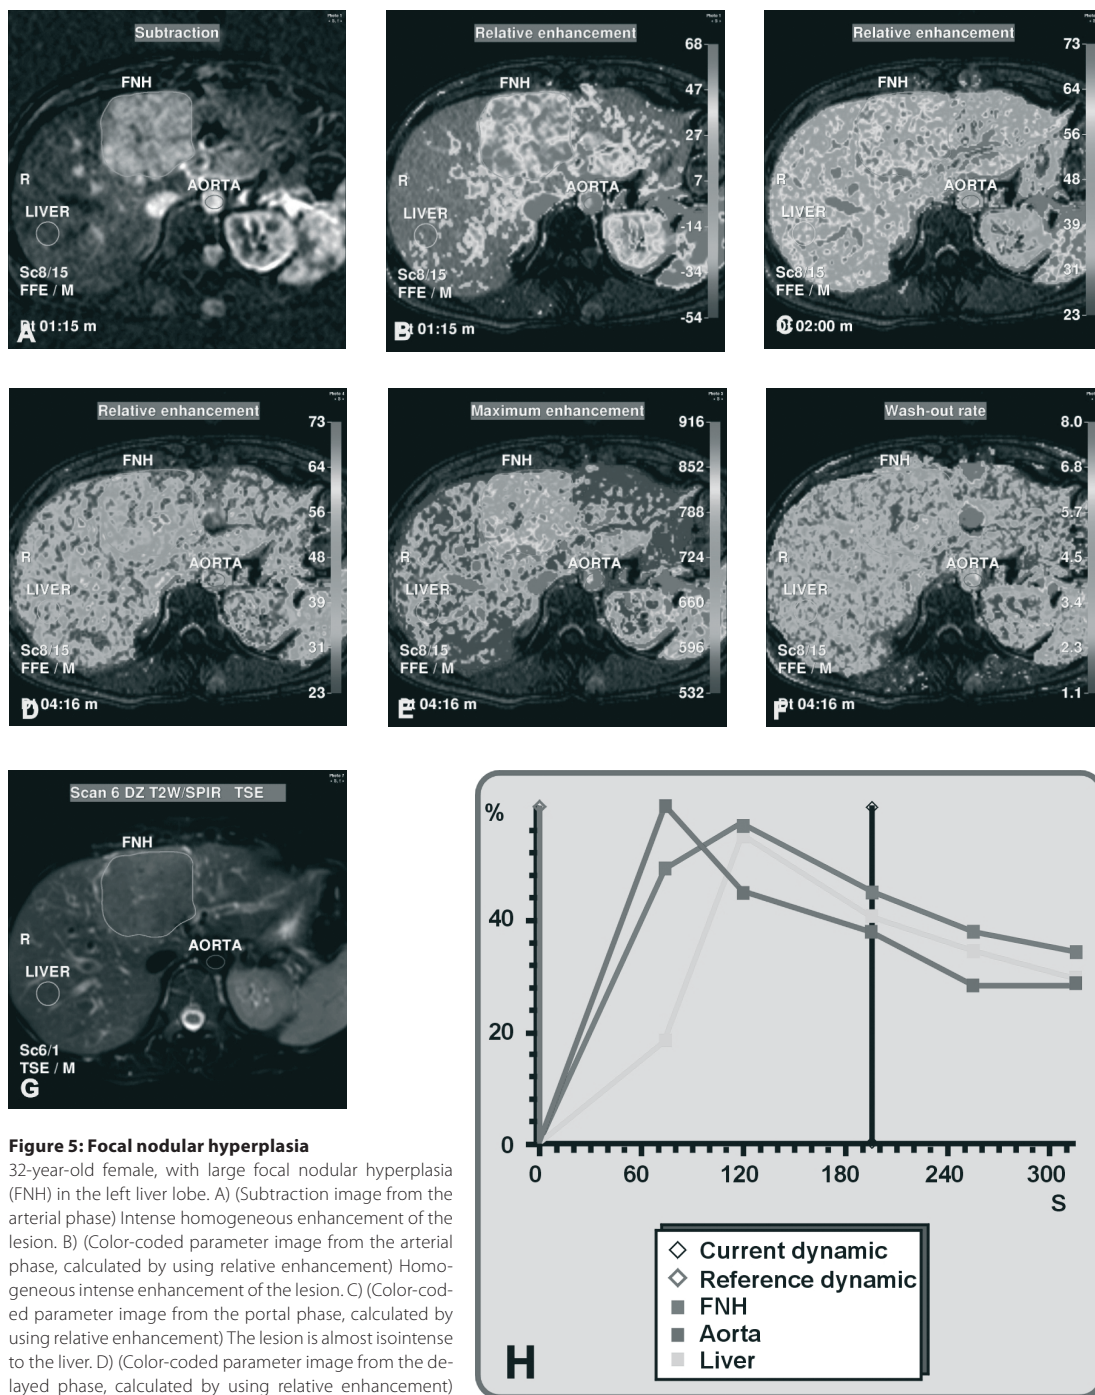 Subtraction
FNH
R
AORTA
LIVER
Sc8/15
FFE / M
Dt 01:15 m
A
Relative enhancement
68
FNH
47
27
R
7
AORTA
LIVER
-14
Sc8/15
-34
FFE / M
-54
Dt 01:15 m
B
Relative enhancement
73
FNH
64
56
R
48
AORTA
LIVER
39
Sc8/15
31
FFE / M
23
Dt 02:00 m
C
Relative enhancement
73
FNH
64
56
R
48
AORTA
LIVER
39
Sc8/15
31
FFE / M
23
Dt 04:16 m
D
Maximum enhancement
916
FNH
852
788
R
724
AORTA
LIVER
660
Sc8/15
596
FFE / M
532
Dt 04:16 m
E
Wash-out rate
8.0
FNH
6.8
5.7
R
4.5
AORTA
LIVER
3.4
Sc8/15
2.3
FFE / M
1.1
Dt 04:16 m
F
Scan 6 DZ T2W/SPIR TSE
FNH
R
AORTA
LIVER
Sc6/1
TSE / M
G
%
40
20
0
0 60 120 180 240 300
S
Current dynamic
Reference dynamic
FNH
Aorta
Liver
H
Figure 5: Focal nodular hyperplasia
32-year-old female, with large focal nodular hyperplasia
(FNH) in the left liver lobe. A) (Subtraction image from the
arterial phase) Intense homogeneous enhancement of the
lesion. B) (Color-coded parameter image from the arterial
phase, calculated by using relative enhancement) Homo-
geneous intense enhancement of the lesion. C) (Color-cod-
ed parameter image from the portal phase, calculated by
using relative enhancement) The lesion is almost isointense
to the liver. D) (Color-coded parameter image from the de-
layed phase, calculated by using relative enhancement)